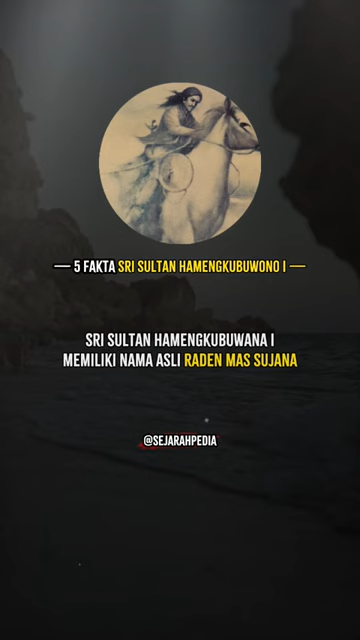 — 5 FAKTA SRI SULTAN HAMENGKUBUWONO I —
SRI SULTAN HAMENGKUBUWANA I
MEMILIKI NAMA ASLI RADEN MAS SUJANA
@SEJARAHPEDIA